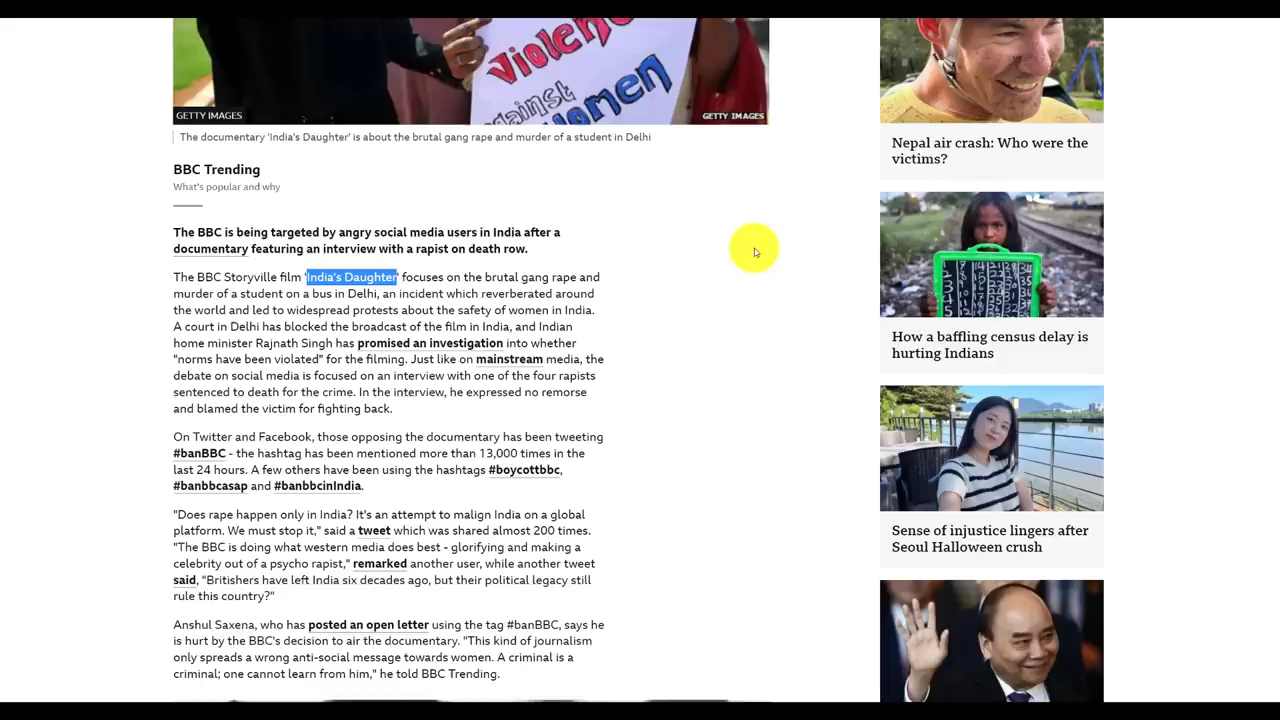 Violence
against
Women
GETTY IMAGES
GETTY IMAGES
The documentary 'India's Daughter' is about the brutal gang rape and murder of a student in Delhi
BBC Trending
What's popular and why
The BBC is being targeted by angry social media users in India after a
documentary featuring an interview with a rapist on death row.
The BBC Storyville film 'India's Daughter' focuses on the brutal gang rape and
murder of a student on a bus in Delhi, an incident which reverberated around
the world and led to widespread protests about the safety of women in India.
A court in Delhi has blocked the broadcast of the film in India, and Indian
home minister Rajnath Singh has promised an investigation into whether
"norms have been violated" for the filming. Just like on mainstream media, the
debate on social media is focused on an interview with one of the four rapists
sentenced to death for the crime. In the interview, he expressed no remorse
and blamed the victim for fighting back.
On Twitter and Facebook, those opposing the documentary has been tweeting
#banBBC - the hashtag has been mentioned more than 13,000 times in the
last 24 hours. A few others have been using the hashtags #boycottbbc,
#banbbcasap and #banbbcinIndia.
"Does rape happen only in India? It's an attempt to malign India on a global
platform. We must stop it," said a tweet which was shared almost 200 times.
"The BBC is doing what western media does best - glorifying and making a
celebrity out of a psycho rapist," remarked another user, while another tweet
said, "Britishers have left India six decades ago, but their political legacy still
rule this country?"
Anshul Saxena, who has posted an open letter using the tag #banBBC, says he
is hurt by the BBC's decision to air the documentary. "This kind of journalism
only spreads a wrong anti-social message towards women. A criminal is a
criminal; one cannot learn from him," he told BBC Trending.
Nepal air crash: Who were the
victims?
How a baffling census delay is
hurting Indians
Sense of injustice lingers after
Seoul Halloween crush